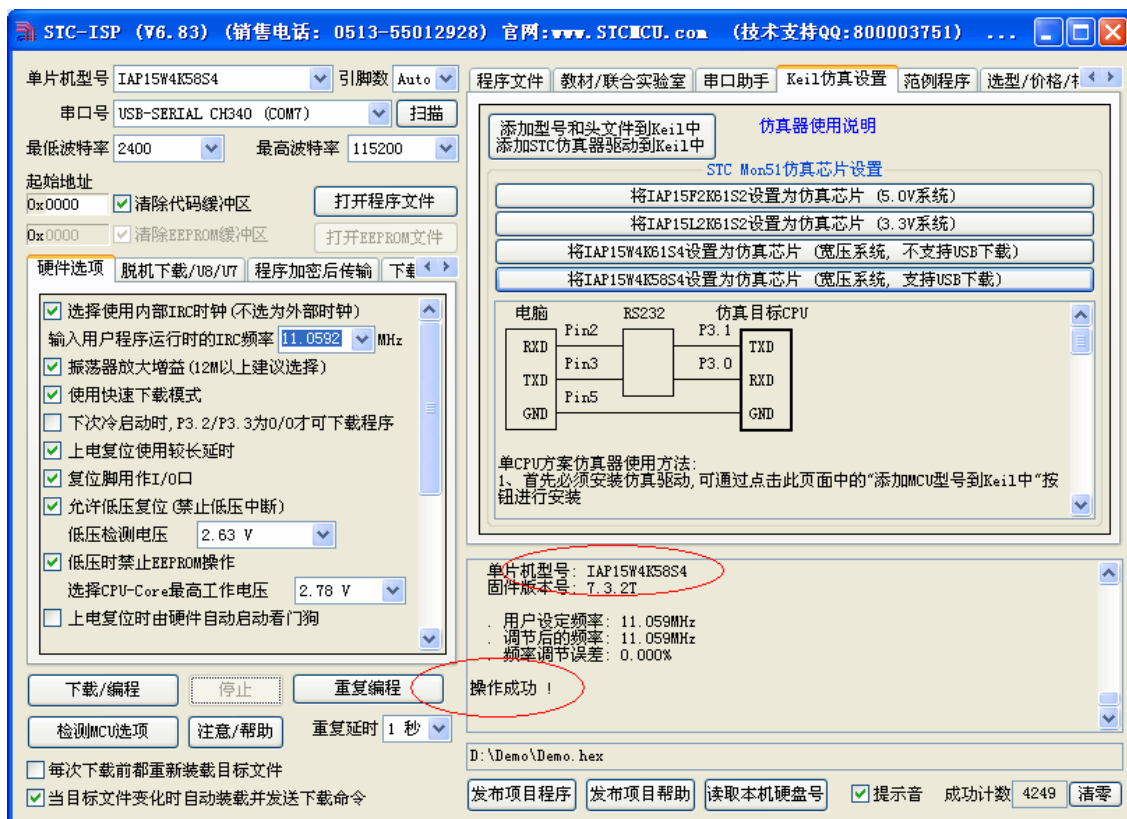 STC-ISP (V6.83) (销售电话: 0513-55012928) 官网:www.STCMCU.com (技术支持QQ:800003751) ...
单片机型号 IAP15W4K58S4 引脚数 Auto
串口号 USB-SERIAL CH340 (COM7) 扫描
最低波特率 2400 最高波特率 115200
起始地址
0x0000 清除代码缓冲区 打开程序文件
0x0000 清除EEPROM缓冲区 打开EEPROM文件
硬件选项 脱机下载/U8/U7 程序加密后传输
选择使用内部IRC时钟(不选为外部时钟)
输入用户程序运行时的IRC频率 11.0592 MHz
振荡器放大增益(12M以上建议选择)
使用快速下载模式
下次冷启动时,P3.2/P3.3为0/0才可下载程序
上电复位使用较长延时
复位脚用作I/O口
允许低压复位(禁止低压中断)
低压检测电压 2.63 V
低压时禁止EEPROM操作
选择CPU-Core最高工作电压 2.78 V
上电复位时由硬件自动启动看门狗
下载/编程 停止 重复编程
检测MCU选项 注意/帮助 重复延时 1 秒
每次下载前都重新装载目标文件
当目标文件变化时自动装载并发送下载命令
程序文件 教材/联合实验室 串口助手 Keil仿真设置 范例程序 选型/价格/
添加型号和头文件到Keil中
添加STC仿真器驱动到Keil中
仿真器使用说明
STC Mon51仿真芯片设置
将IAP15F2K61S2设置为仿真芯片 (5.0V系统)
将IAP15L2K61S2设置为仿真芯片 (3.3V系统)
将IAP15W4K61S4设置为仿真芯片 (宽压系统, 不支持USB下载)
将IAP15W4K58S4设置为仿真芯片 (宽压系统, 支持USB下载)
电脑 RS232 仿真目标CPU
Pin2 P3.1
RXD TXD
Pin3 P3.0
TXD RXD
Pin5
GND GND
单CPU方案仿真器使用方法:
1、首先必须安装仿真驱动,可通过点击此页面中的“添加MCU型号到Keil中”按
钮进行安装
单片机型号: IAP15W4K58S4
固件版本号: 7.3.2T
. 用户设定频率: 11.059MHz
. 调节后的频率: 11.059MHz
. 频率调节误差: 0.000%
操作成功 !
D:\Demo\Demo.hex
发布项目程序 发布项目帮助 读取本机硬盘号 提示音 成功计数 4249 清零